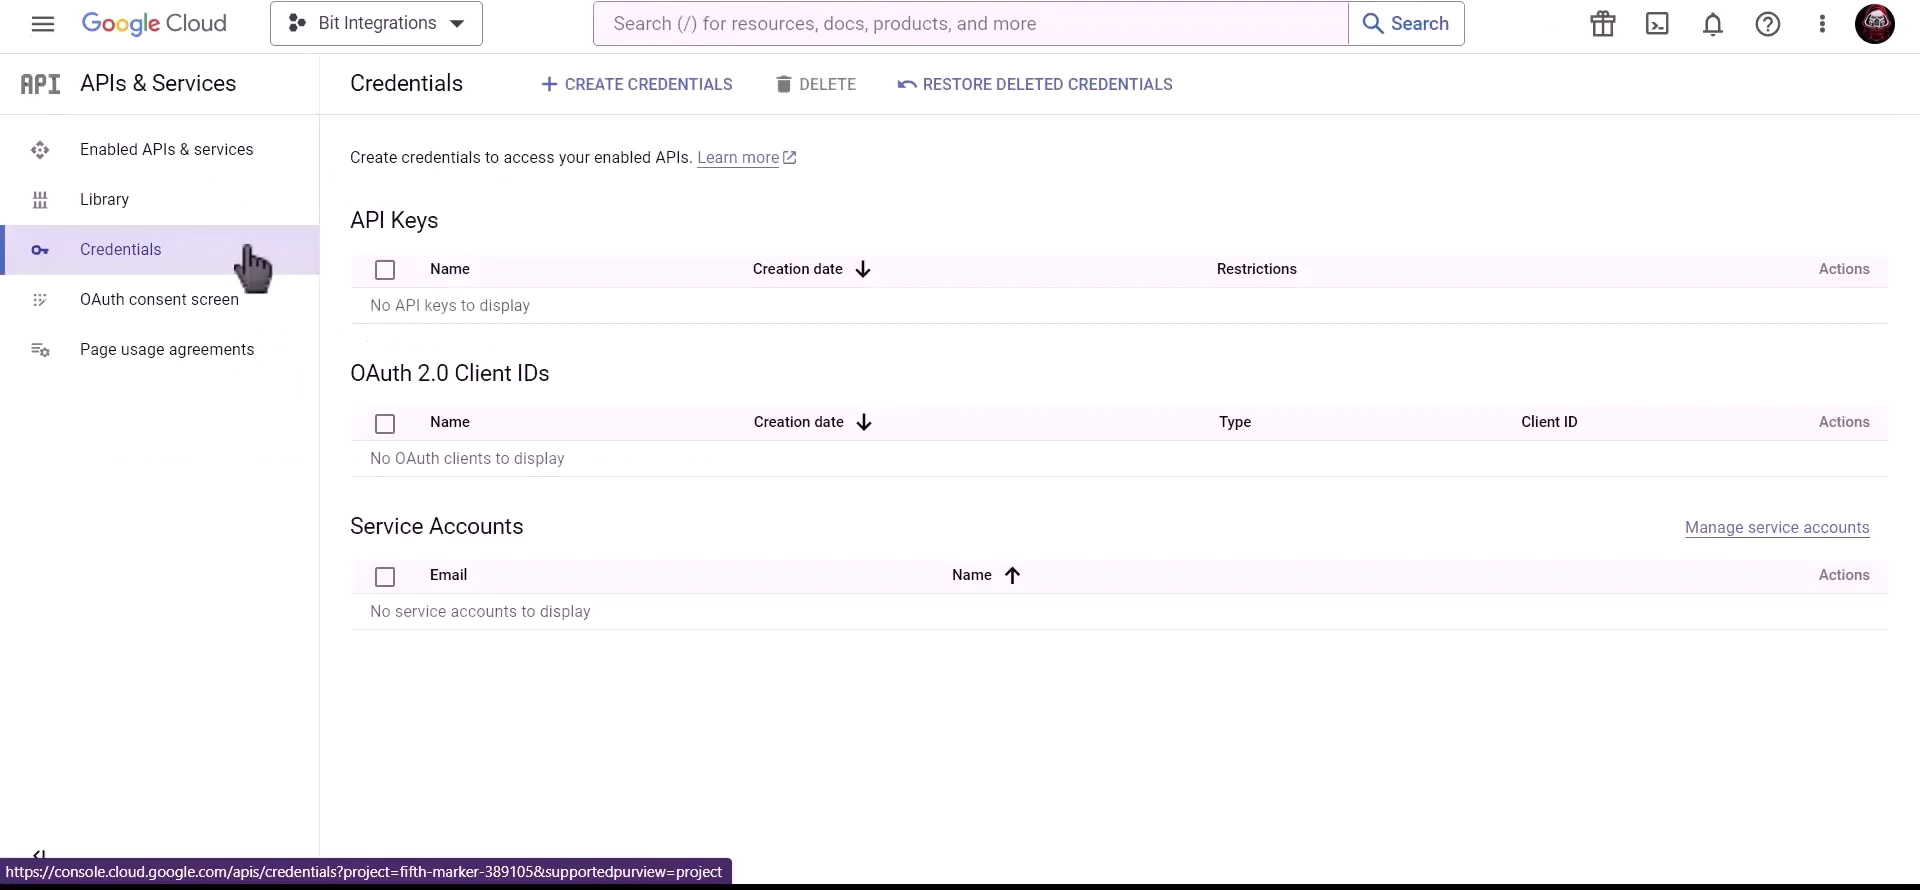 Google Cloud
Bit Integrations
Search (/) for resources, docs, products, and more
Search
API
APIs & Services
Credentials
CREATE CREDENTIALS
DELETE
RESTORE DELETED CREDENTIALS
Enabled APIs & services
Library
Credentials
OAuth consent screen
Page usage agreements
Create credentials to access your enabled APIs. Learn more
API Keys
Name Creation date Restrictions Actions
No API keys to display
OAuth 2.0 Client IDs
Name Creation date Type Client ID Actions
No OAuth clients to display
Service Accounts
Manage service accounts
Email Name Actions
No service accounts to display
https://console.cloud.google.com/apis/credentials?project=fifth-marker-389105&supportedpurview=project